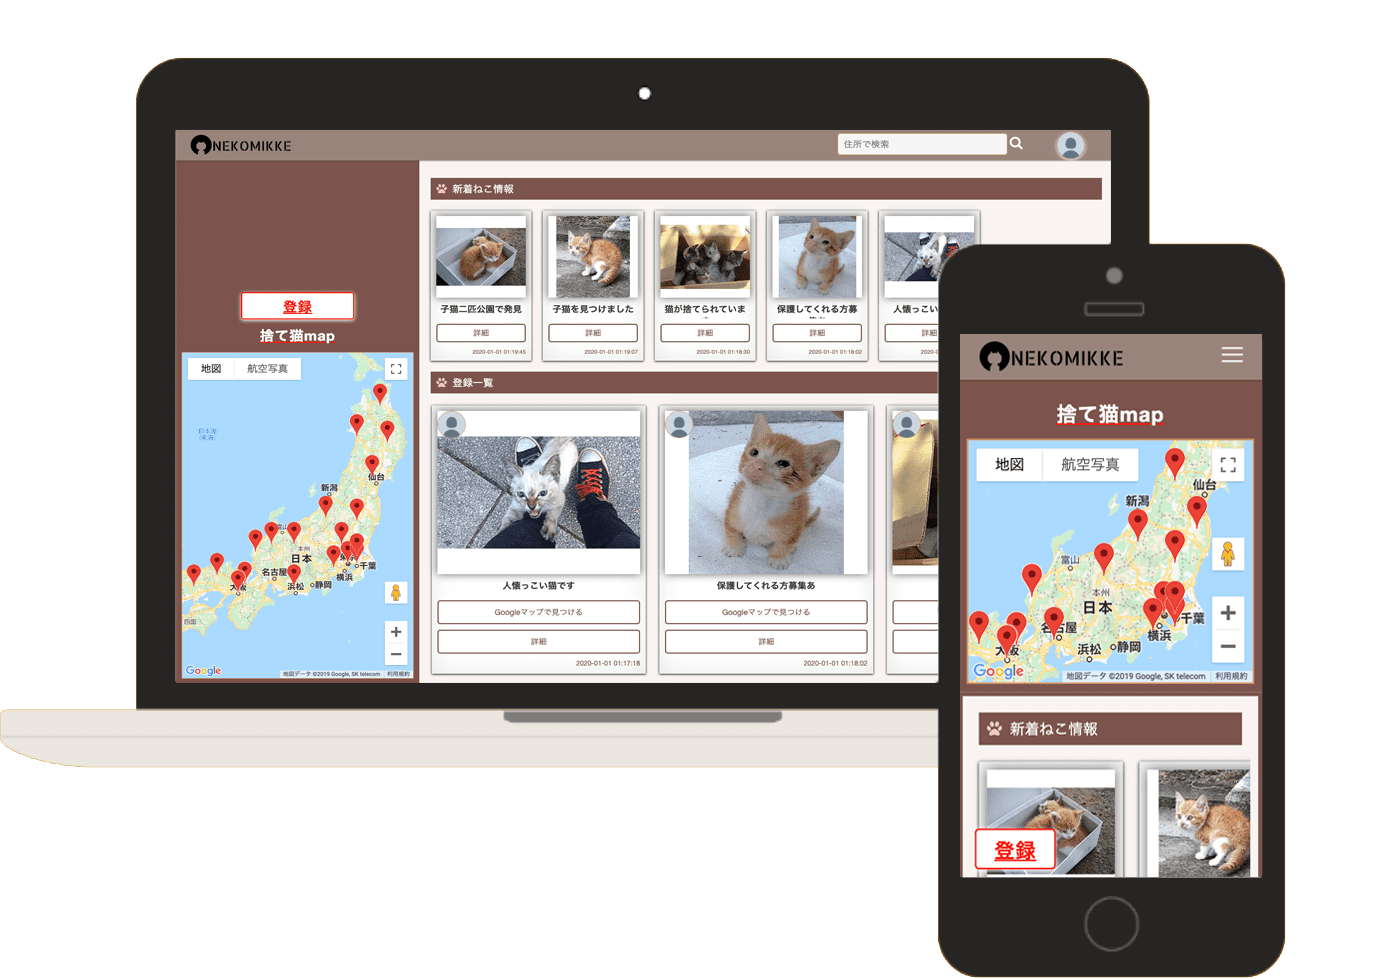 NEKOMIKKE
住所で検索
登録
捨て猫map
地図
航空写真
日本海
仙台
新潟
富山
本州
日本
名古屋
横浜
千葉
浜松
静岡
四国
Google
地図データ ©2019 Google, SK telecom
利用規約
新着ねこ情報
子猫二匹公園で発見
詳細
2020-01-01 01:19:45
子猫を見つけました
詳細
2020-01-01 01:19:07
猫が捨てられていま
詳細
2020-01-01 01:18:30
保護してくれる方募
詳細
2020-01-01 01:18:02
人懐っこい
詳細
2020-0
登録一覧
人懐っこい猫です
Googleマップで見つける
詳細
2020-01-01 01:17:18
保護してくれる方募集あ
Googleマップで見つける
詳細
2020-01-01 01:18:02
NEKOMIKKE
捨て猫map
地図
航空写真
仙台
新潟
富山
本州
日本
名古屋
横浜
千葉
浜松
静岡
Google
地図データ ©2019 Google, SK telecom
利用規約
新着ねこ情報
登録